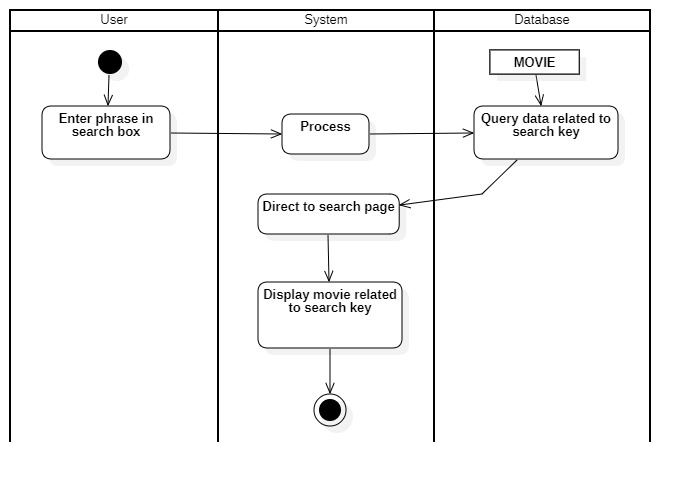 User
System
Database
MOVIE
Enter phrase in
search box
Process
Query data related to
search key
Direct to search page
Display movie related
to search key